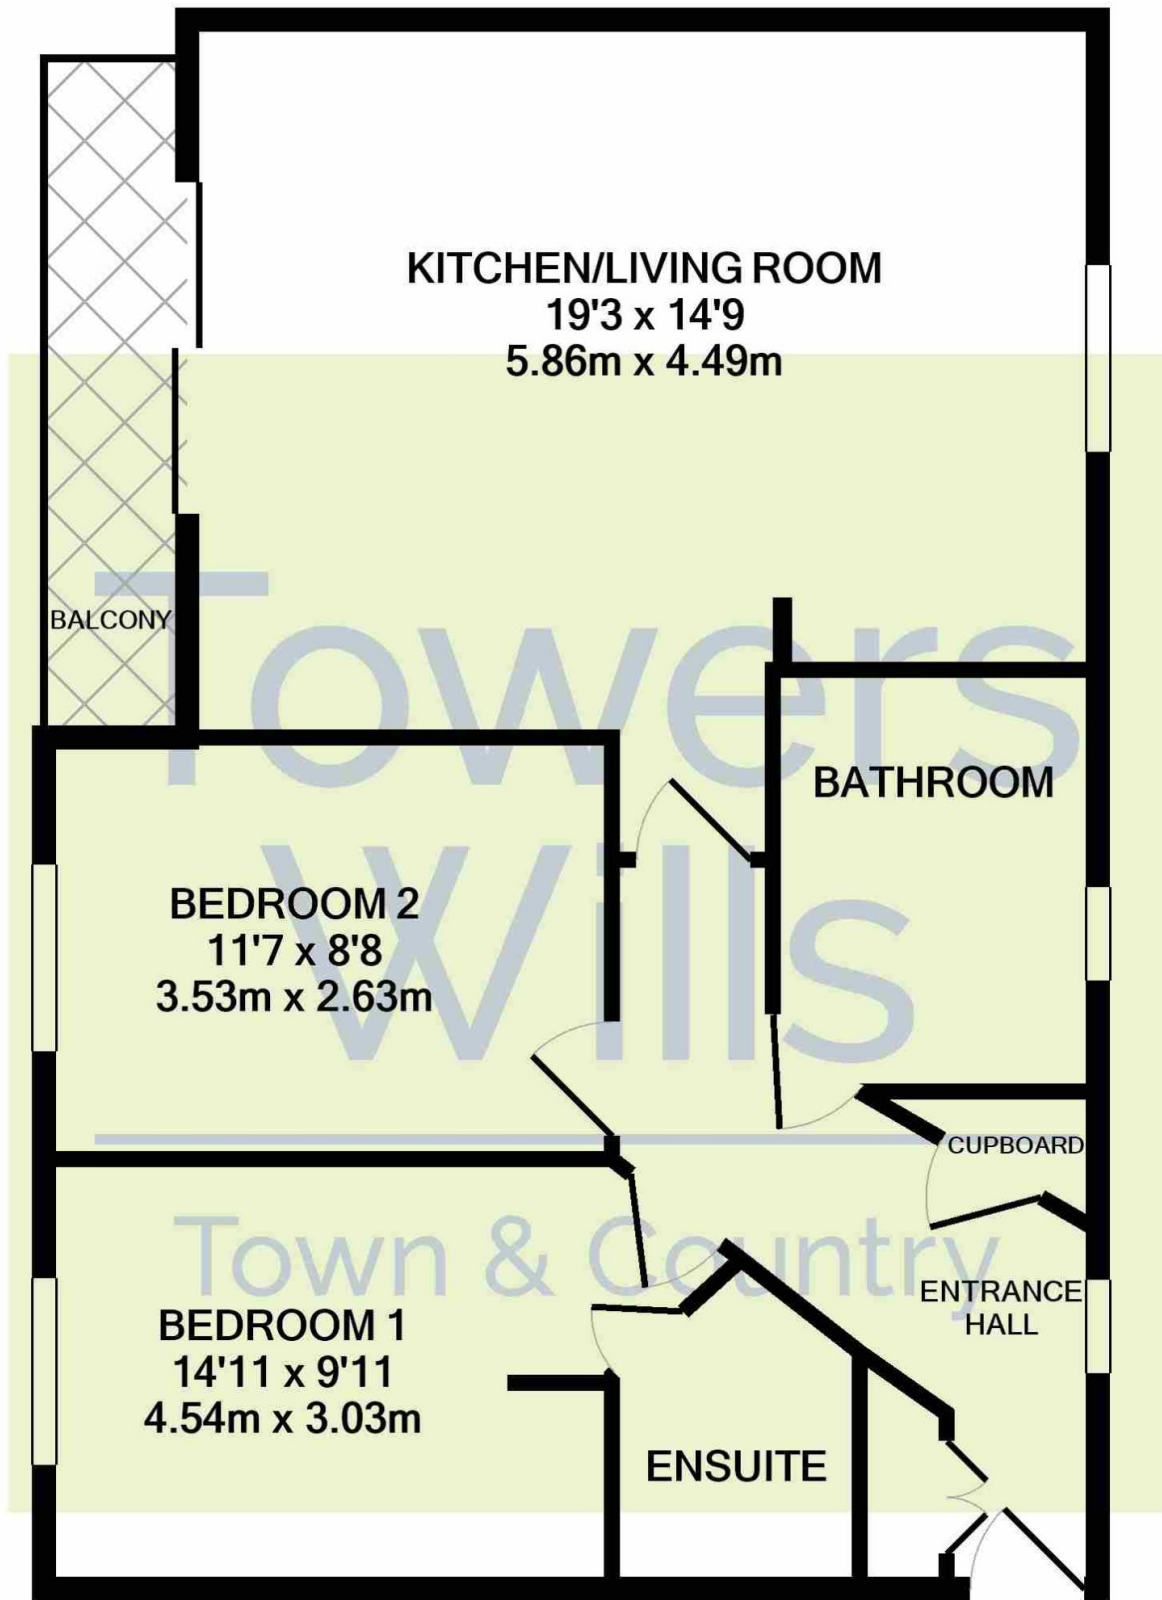 KITCHEN/LIVING ROOM
19'3 x 14'9
5.86m x 4.49m
BALCONY
Towers
Wills
Town & Country
BATHROOM
BEDROOM 2
11'7 x 8'8
3.53m x 2.63m
CUPBOARD
ENTRANCE
HALL
BEDROOM 1
14'11 x 9'11
4.54m x 3.03m
ENSUITE